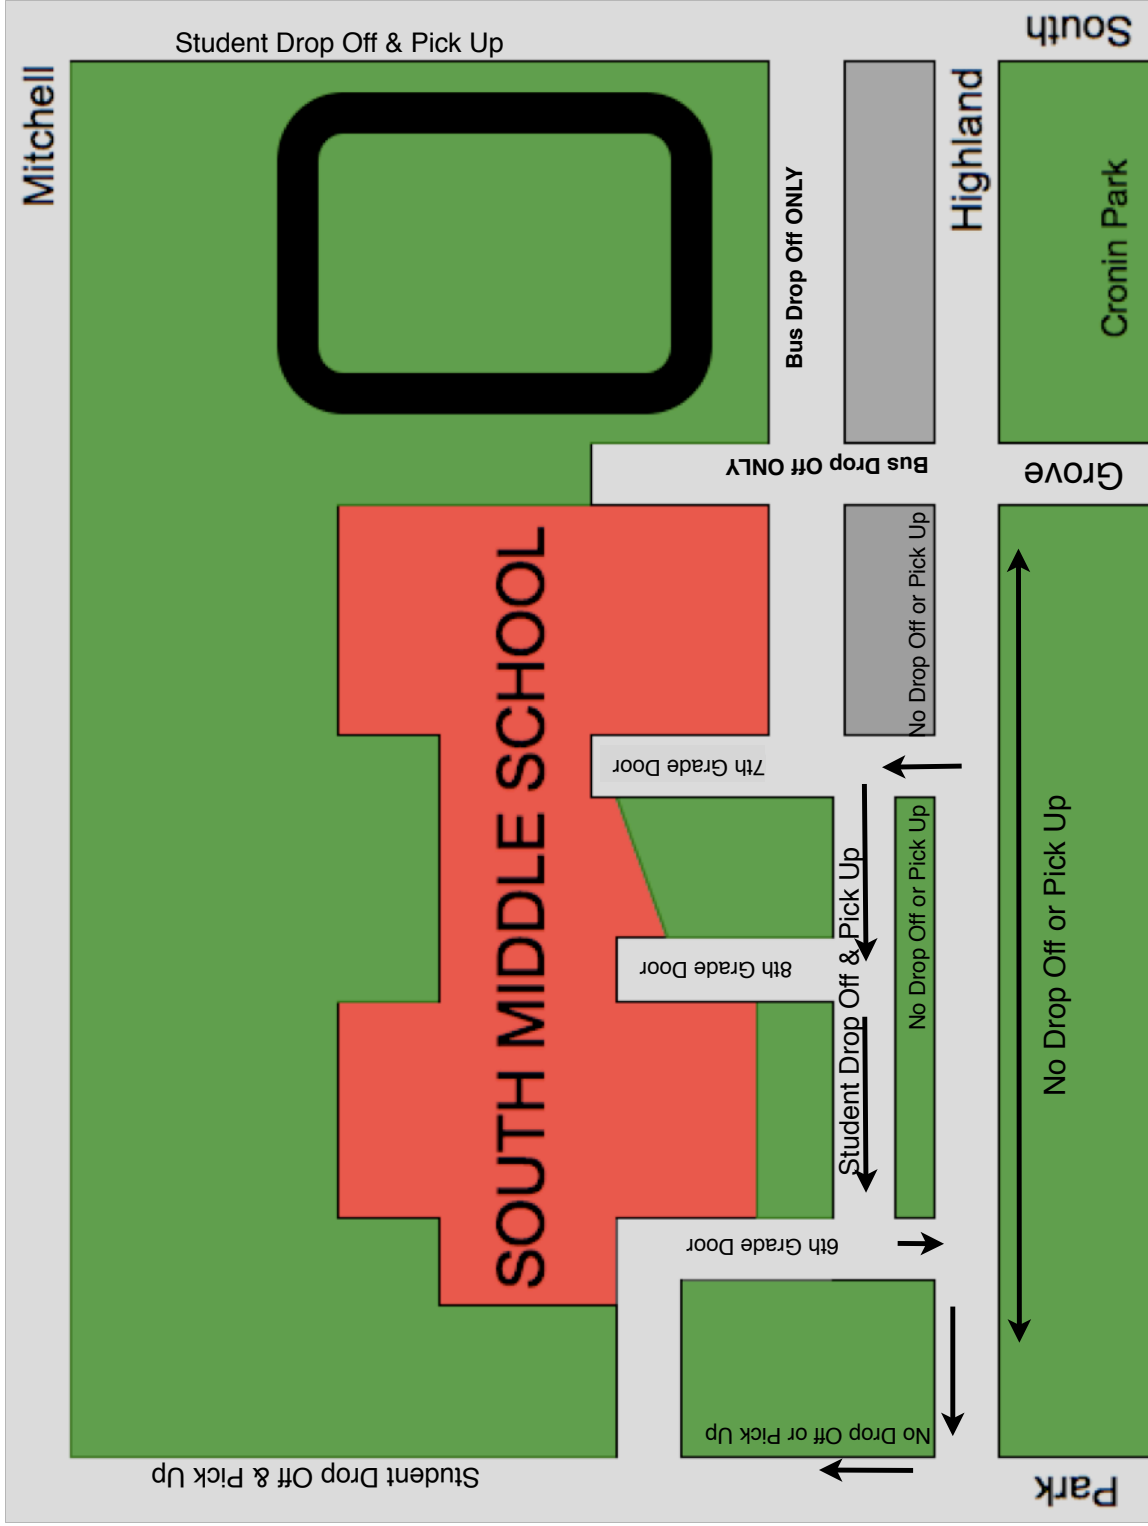 Student Drop Off & Pick Up
South
Mitchell
Highland
Cronin Park
Bus Drop Off ONLY
Bus Drop Off ONLY
Grove
SOUTH MIDDLE SCHOOL
No Drop Off or Pick Up
7th Grade Door
No Drop Off or Pick Up
No Drop Off or Pick Up
Student Drop Off & Pick Up
8th Grade Door
6th Grade Door
No Drop Off or Pick Up
Student Drop Off & Pick Up
Park